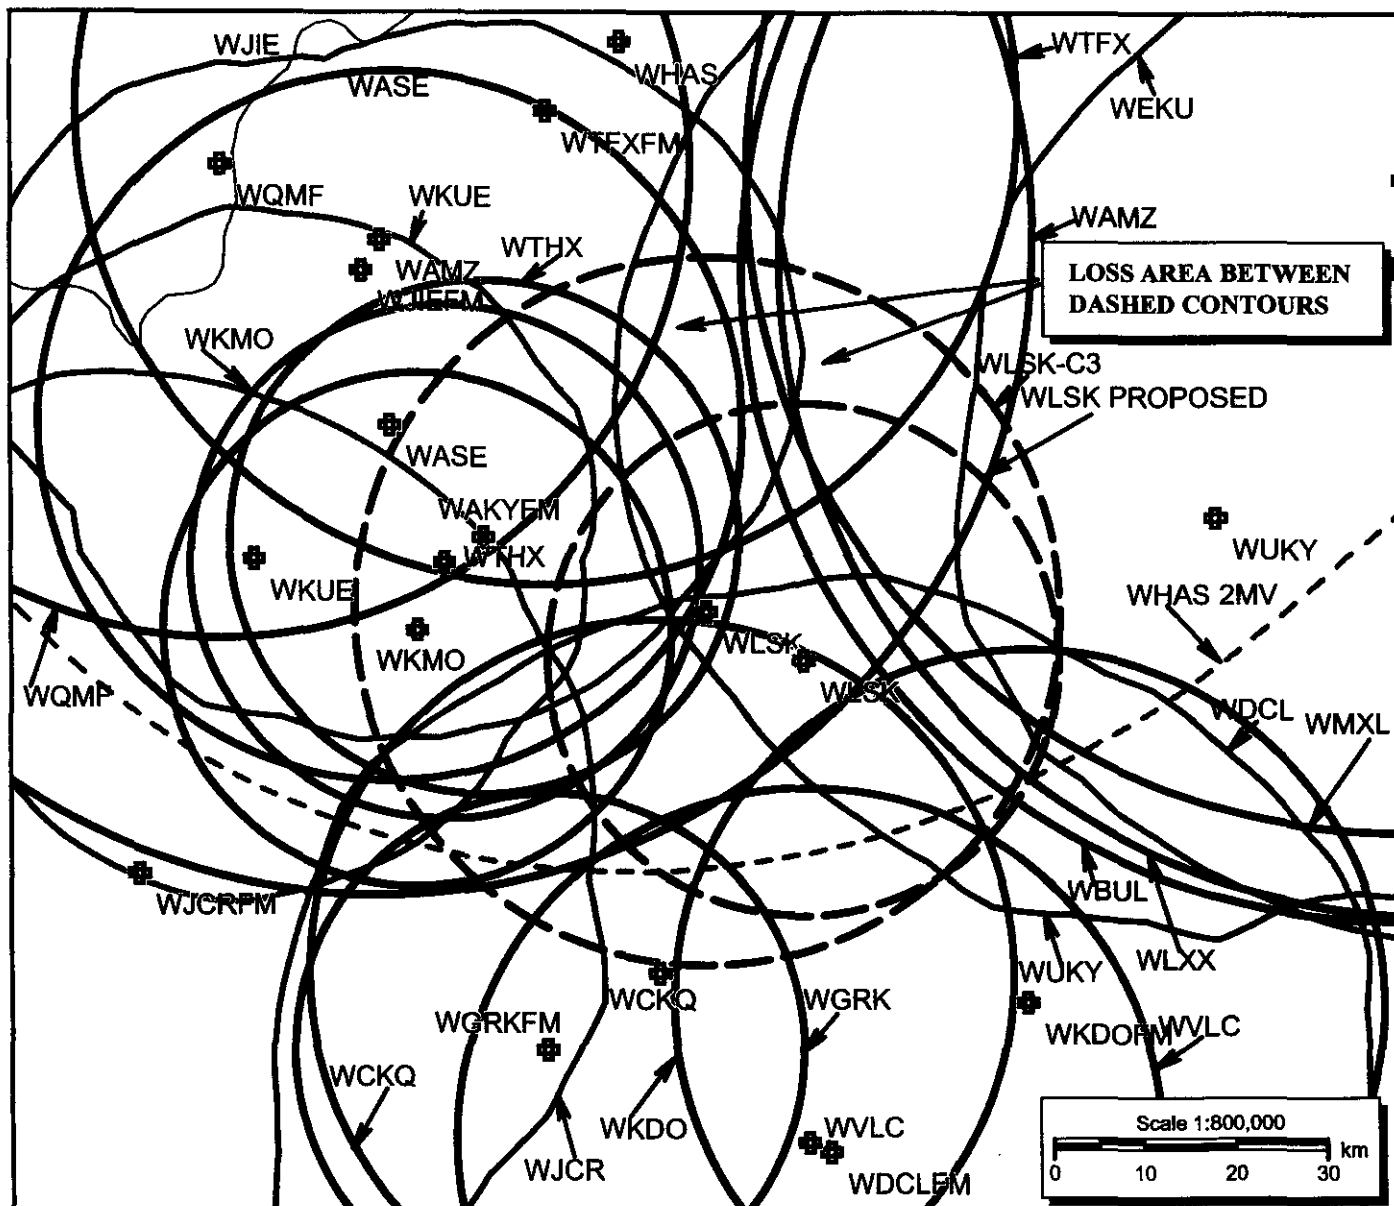 WJIE
WHAS
WTFX
WASE
WEKU
WTFXFM
WQMF
WKUE
WAMZ
WTHX
WAMZ
WJIEFM
LOSS AREA BETWEEN
DASHED CONTOURS
WKMO
WLSK-C3
WLSK PROPOSED
WASE
WAKYFM
WTHX
WUKY
WKUE
WHAS 2MV
WKMO
WLSK
WQMF
WLSK
WDCL
WMXL
WJCRFM
WBUL
WLXX
WUKY
WCKQ
WGRK
WGRKFM
WKDOFM
WVLC
WCKQ
WKDO
WVLC
WJCR
WDCLFM
Scale 1:800,000
km
0 10 20 30